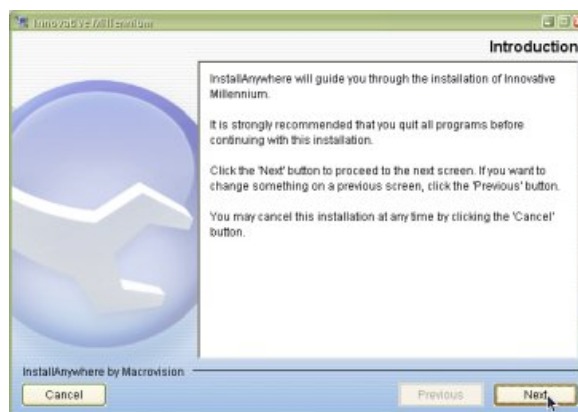 Innovative Millennium
Introduction
InstallAnywhere will guide you through the installation of Innovative
Millennium.
It is strongly recommended that you quit all programs before
continuing with this installation.
Click the 'Next' button to proceed to the next screen. If you want to
change something on a previous screen, click the 'Previous' button.
You may cancel this installation at any time by clicking the 'Cancel'
button.
InstallAnywhere by Macrovision
Cancel
Previous
Next